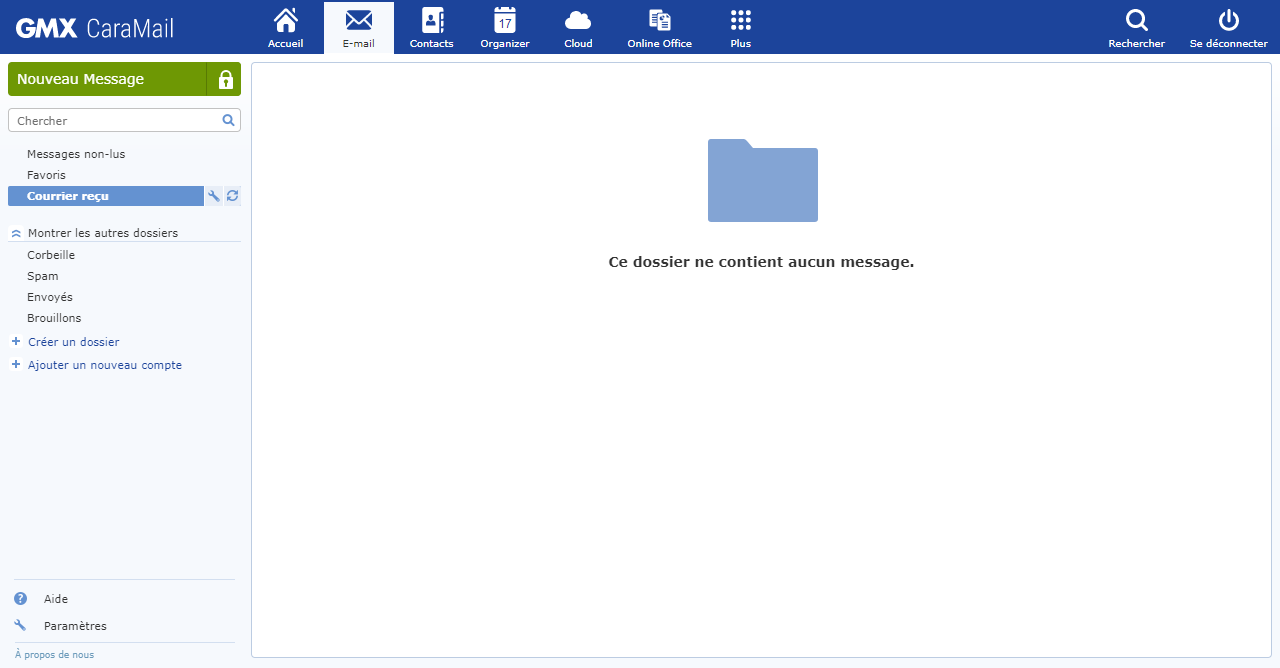 GMX CaraMail
Accueil
E-mail
Contacts
17
Organizer
Cloud
Online Office
Plus
Rechercher
Se déconnecter
Nouveau Message
Chercher
Messages non-lus
Favoris
Courrier reçu
Montrer les autres dossiers
Corbeille
Spam
Envoyés
Brouillons
Créer un dossier
Ajouter un nouveau compte
Ce dossier ne contient aucun message.
Aide
Paramètres
À propos de nous